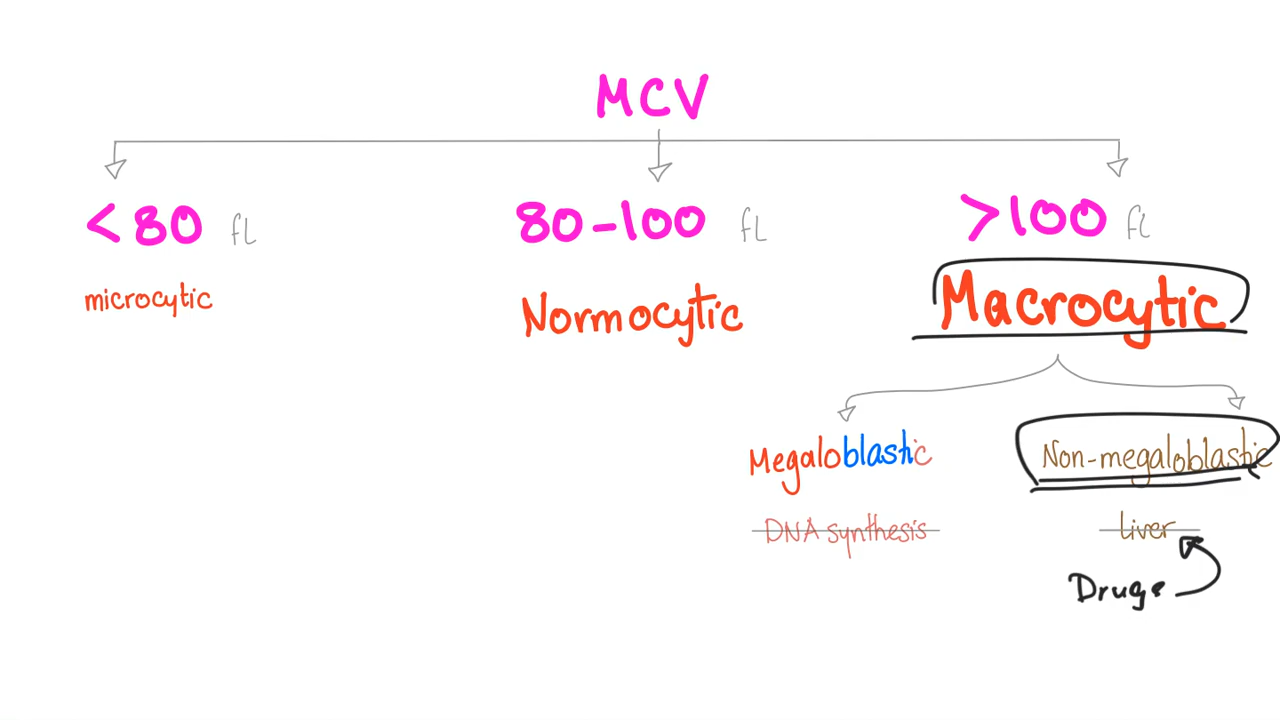 MCV
<80 fL
80-100 fL
>100 fL
microcytic
Normocytic
Macrocytic
Megaloblastic
Non-megaloblastic
DNA synthesis
Liver
Drugs